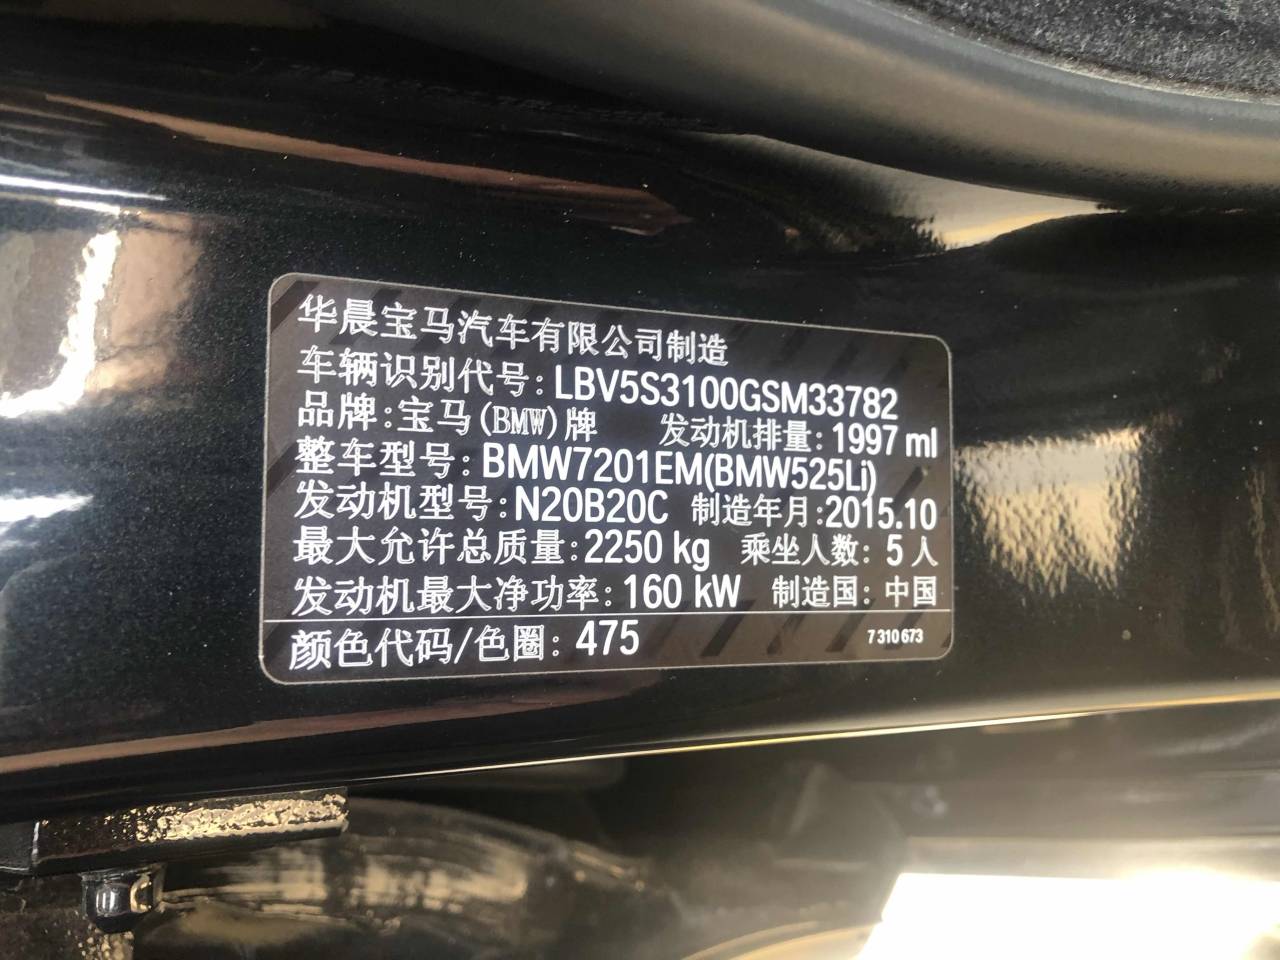 华晨宝马汽车有限公司制造
车辆识别代号: LBV5S3100GSM33782
品牌: 宝马(BMW)牌 发动机排量: 1997 ml
整车型号: BMW7201EM(BMW525Li)
发动机型号: N20B20C 制造年月: 2015.10
最大允许总质量: 2250 kg 乘坐人数: 5 人
发动机最大净功率: 160 kW 制造国: 中国
颜色代码/色圈: 475 7 310 673